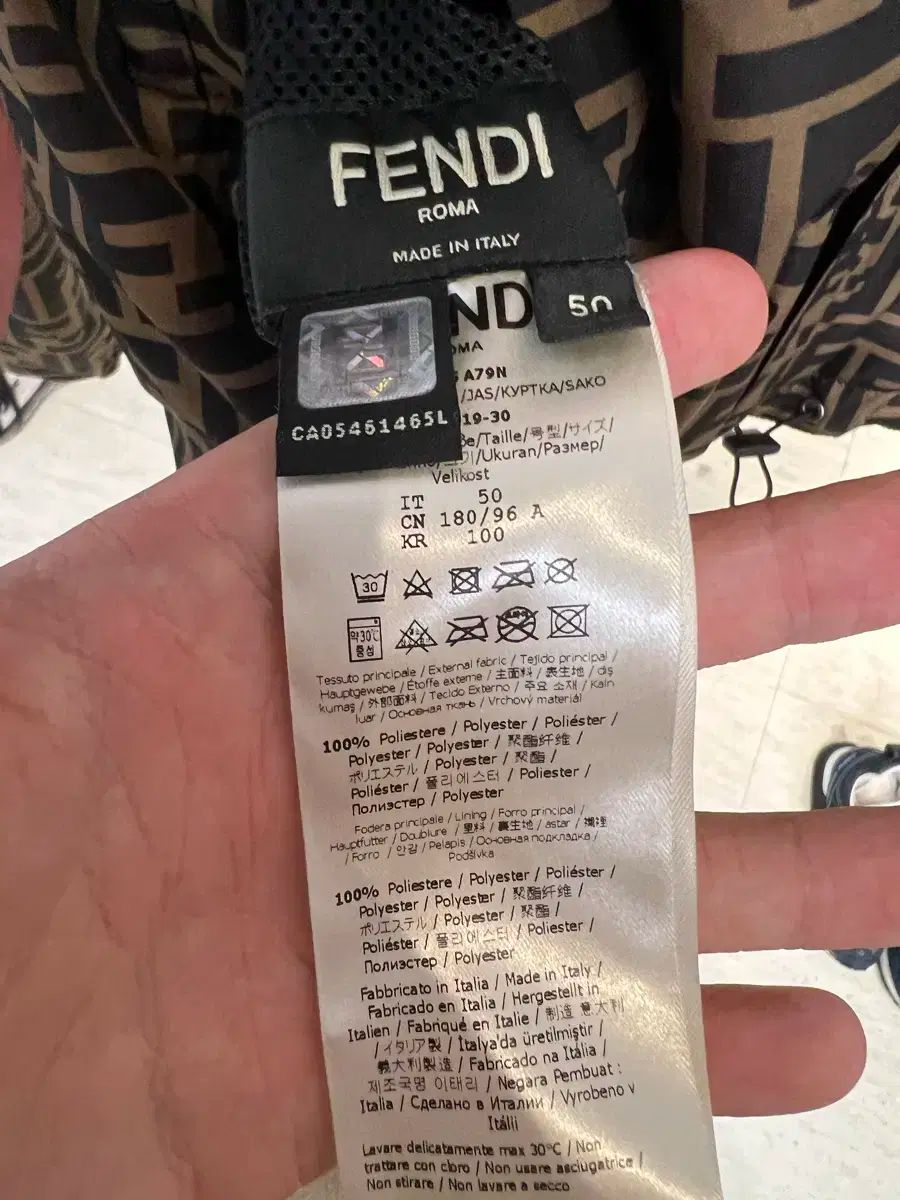 FENDI
ROMA
MADE IN ITALY
50
CA05461465L
A79N
/JAS/КУРТКА/SAKO
19-30
/Taille/号型/サイズ/
/Ukuran/Размер/
Velikost
IT 50
CN 180/96 A
KR 100
30
약30℃
중성
Tessuto principale / External fabric / Tejido principal /
Hauptgewebe / Étoffe externe / 主面料 / 表生地 / dış
kumaş / 外部面料 / Tecido Externo / 주요 소재 / Kain
luar / Основная ткань / Vrchový materiál
100% Poliestere / Polyester / Poliéster /
Polyester / Polyester / 聚酯纤维 /
ポリエステル / Polyester / 聚酯 /
Poliéster / 폴리에스터 / Poliester /
Полиэстер / Polyester
Fodera principale / Lining / Forro principal /
Hauptfutter / Doublure / 里料 / 裏生地 / astar / 襯裡
/ Forro / 안감 / Pelapis / Основная подкладка /
Podšívka
100% Poliestere / Polyester / Poliéster /
Polyester / Polyester / 聚酯纤维 /
ポリエステル / Polyester / 聚酯 /
Poliéster / 폴리에스터 / Poliester /
Полиэстер / Polyester
Fabbricato in Italia / Made in Italy /
Fabricado en Italia / Hergestellt in
Italien / Fabriqué en Italie / 制造 意大利
/ イタリア製 / İtalya'da üretilmiştir /
義大利製造 / Fabricado na Itália /
제조국명 이태리 / Negara Pembuat :
Italia / Сделано в Италии / Vyrobeno v
Itálii
Lavare delicatamente max 30°C / Non
trattare con cloro / Non usare asciugatrice /
Non stirare / Non lavare a secco